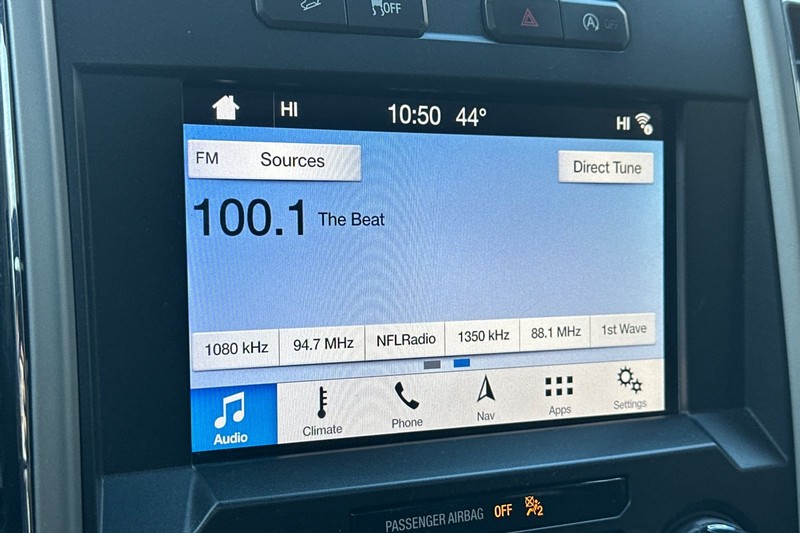 OFF
A OFF
HI 10:50 44° HI
FM Sources
Direct Tune
100.1 The Beat
1080 kHz 94.7 MHz NFLRadio 1350 kHz 88.1 MHz 1st Wave
Audio Climate Phone Nav Apps Settings
PASSENGER AIRBAG OFF 2